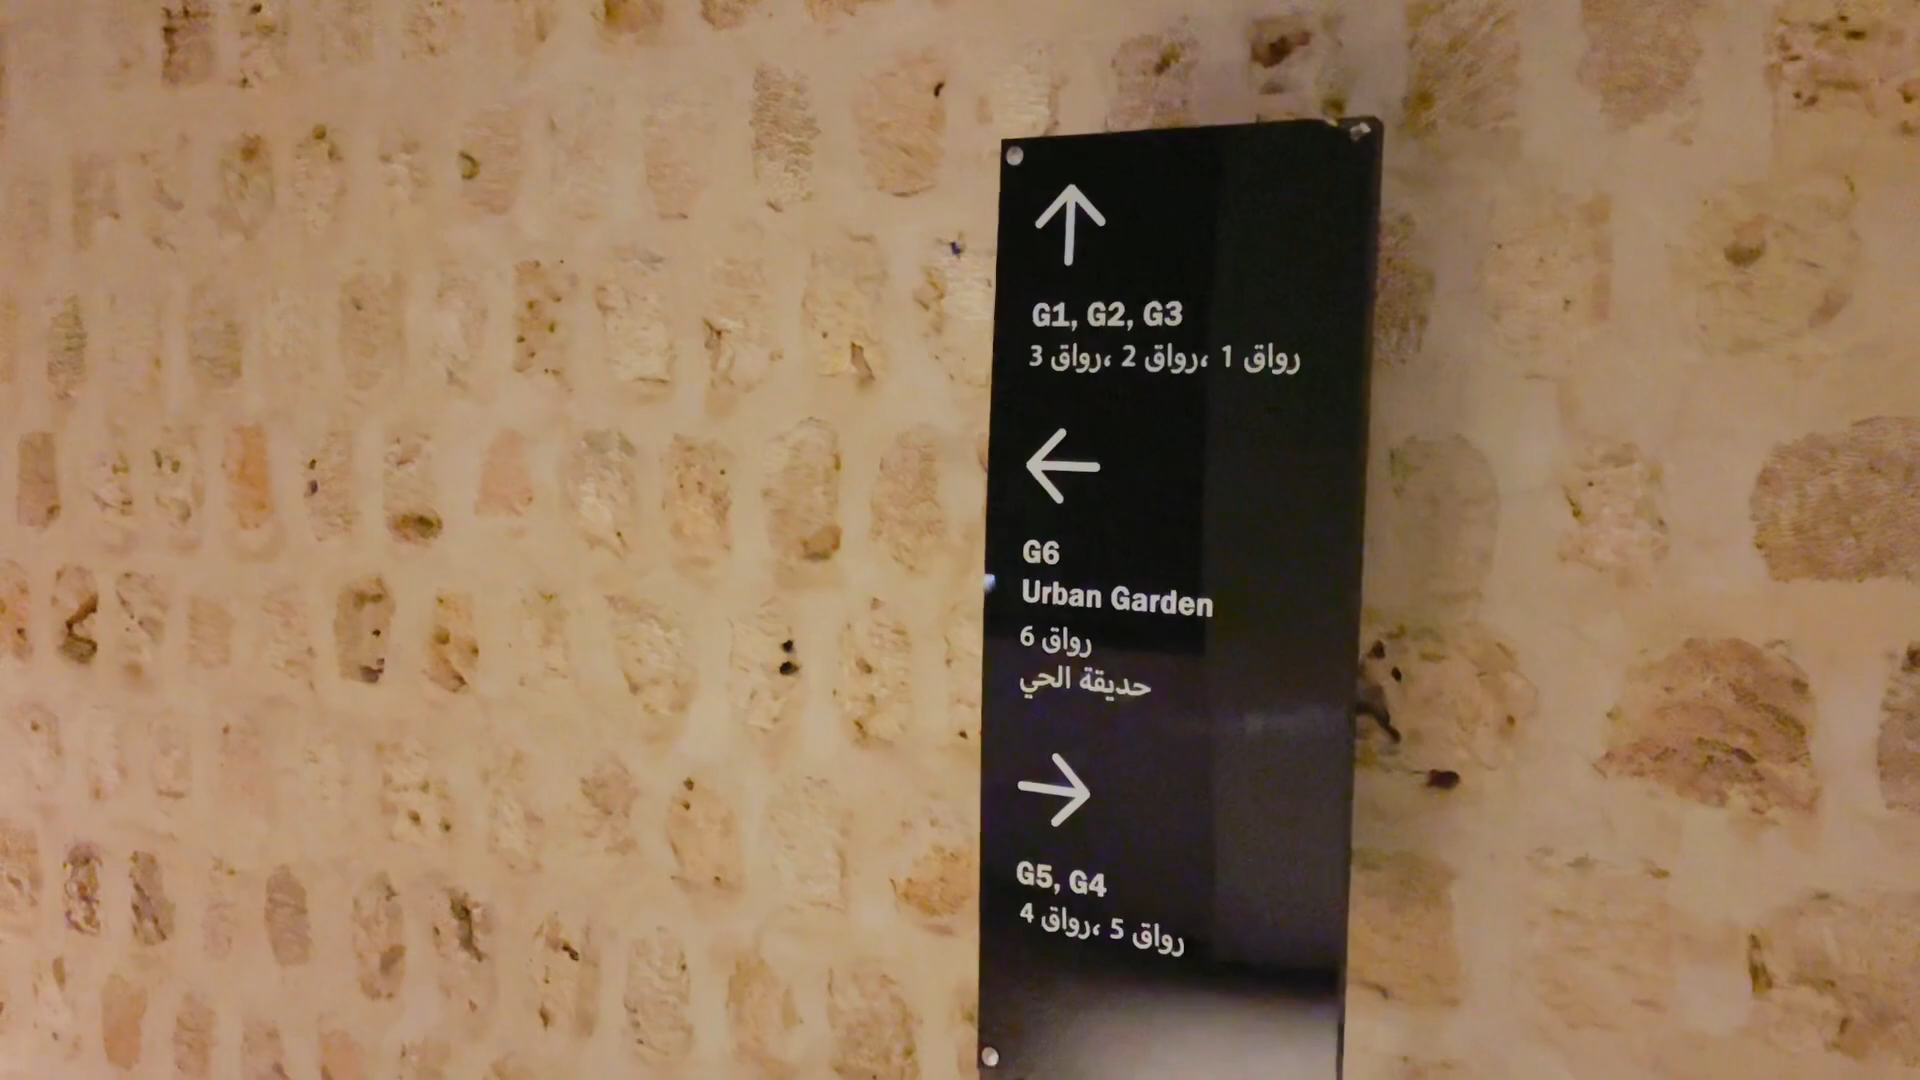 G1, G2, G3
رواق 1 ،رواق 2 ،رواق 3
G6
Urban Garden
رواق 6
حديقة الحي
G5, G4
رواق 5 ،رواق 4